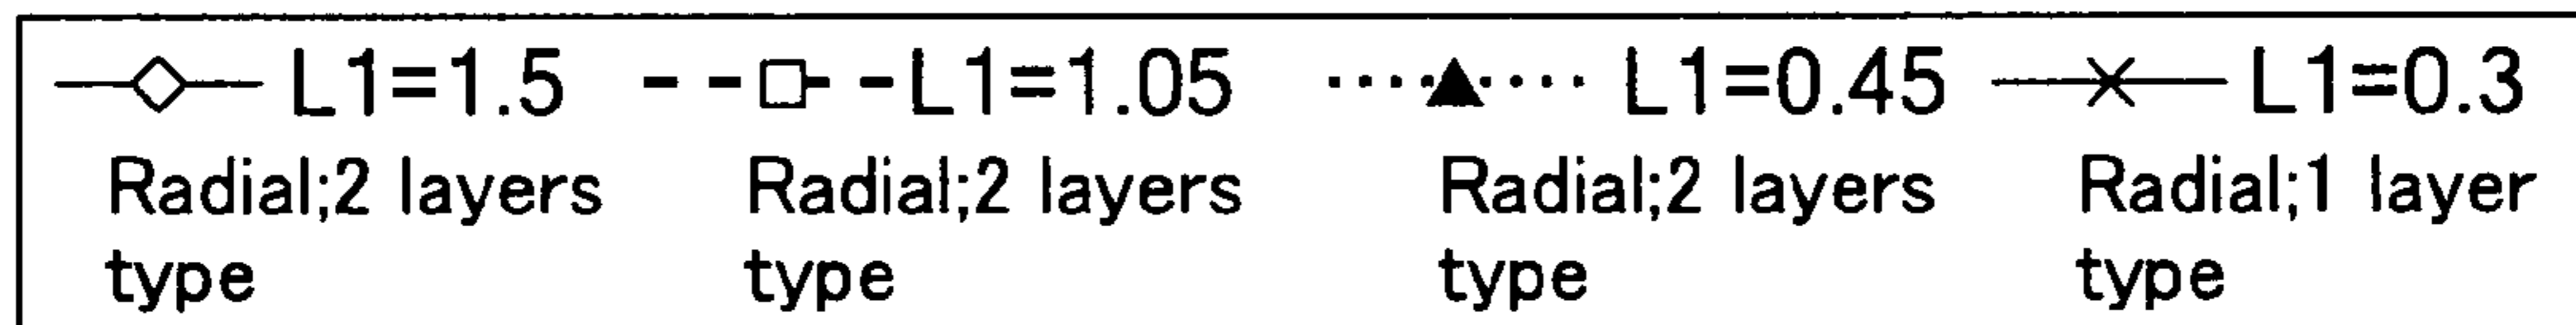 L1=1.5 L1=1.05 L1=0.45 L1=0.3
Radial;2 layers Radial;2 layers Radial;2 layers Radial;1 layer
type type type type